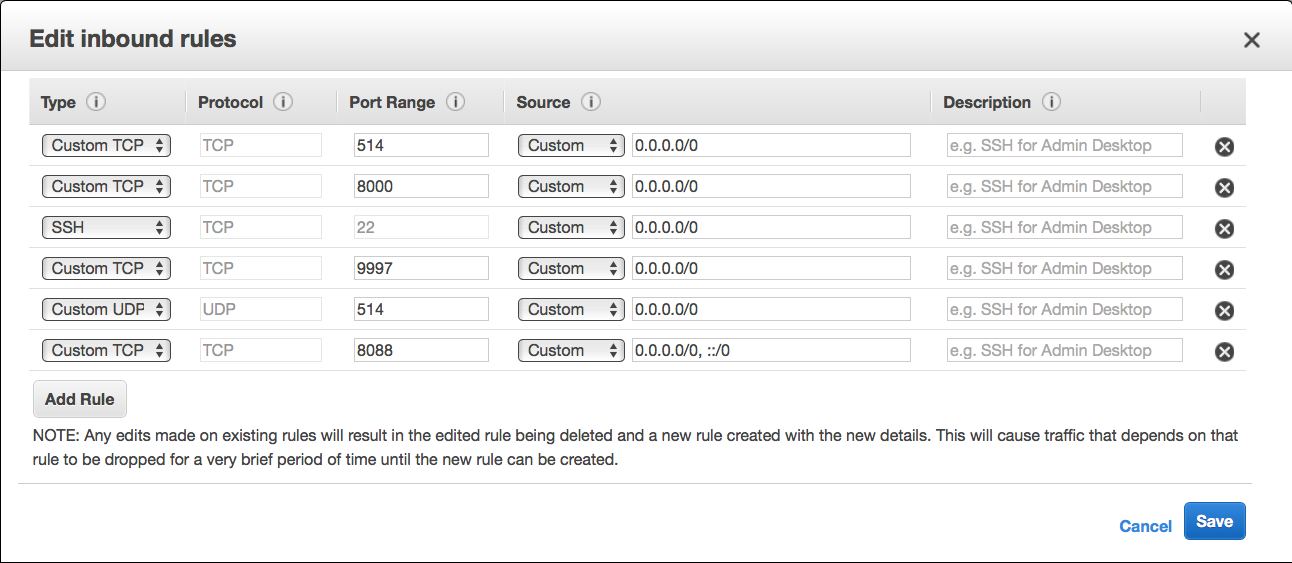 Edit inbound rules
Type Protocol Port Range Source Description
Custom TCP TCP 514 Custom 0.0.0.0/0 e.g. SSH for Admin Desktop
Custom TCP TCP 8000 Custom 0.0.0.0/0 e.g. SSH for Admin Desktop
SSH TCP 22 Custom 0.0.0.0/0 e.g. SSH for Admin Desktop
Custom TCP TCP 9997 Custom 0.0.0.0/0 e.g. SSH for Admin Desktop
Custom UDP UDP 514 Custom 0.0.0.0/0 e.g. SSH for Admin Desktop
Custom TCP TCP 8088 Custom 0.0.0.0/0, ::/0 e.g. SSH for Admin Desktop
Add Rule
NOTE: Any edits made on existing rules will result in the edited rule being deleted and a new rule created with the new details. This will cause traffic that depends on that
rule to be dropped for a very brief period of time until the new rule can be created.
Cancel Save